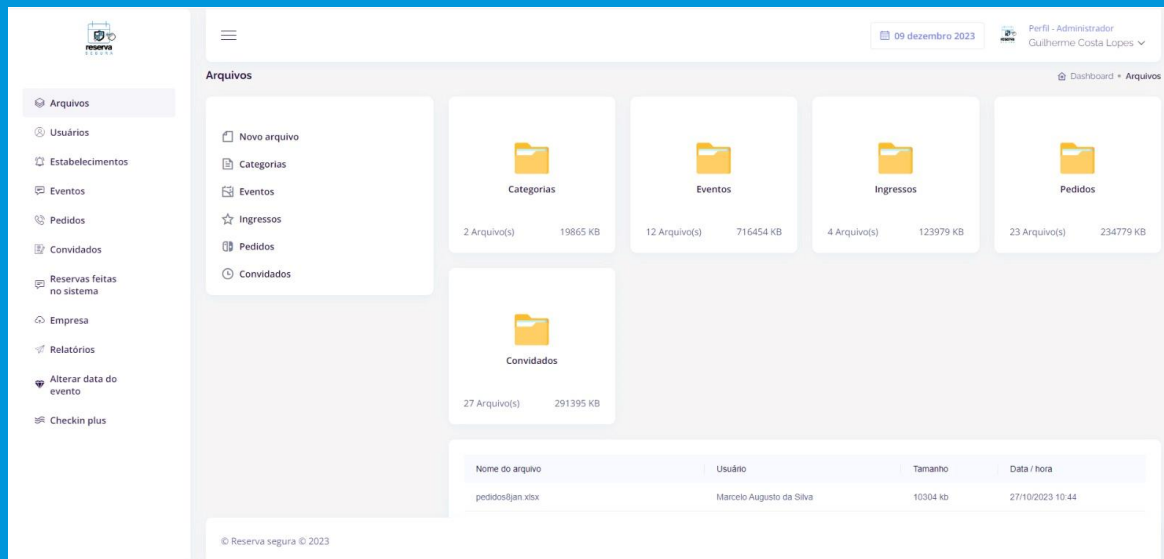 reserva
SEGURA
09 dezembro 2023
Perfil - Administrador
Guilherme Costa Lopes
Arquivos
Dashboard • Arquivos
Arquivos
Usuários
Estabelecimentos
Eventos
Pedidos
Convidados
Reservas feitas
no sistema
Empresa
Relatórios
Alterar data do
evento
Checkin plus
Novo arquivo
Categorias
Eventos
Ingressos
Pedidos
Convidados
Categorias
2 Arquivo(s) 19865 KB
Eventos
12 Arquivo(s) 716454 KB
Ingressos
4 Arquivo(s) 123979 KB
Pedidos
23 Arquivo(s) 234779 KB
Convidados
27 Arquivo(s) 291395 KB
Nome do arquivo Usuário Tamanho Data / hora
pedidos8jan.xlsx Marcelo Augusto da Silva 10304 kb 27/10/2023 10:44
© Reserva segura © 2023